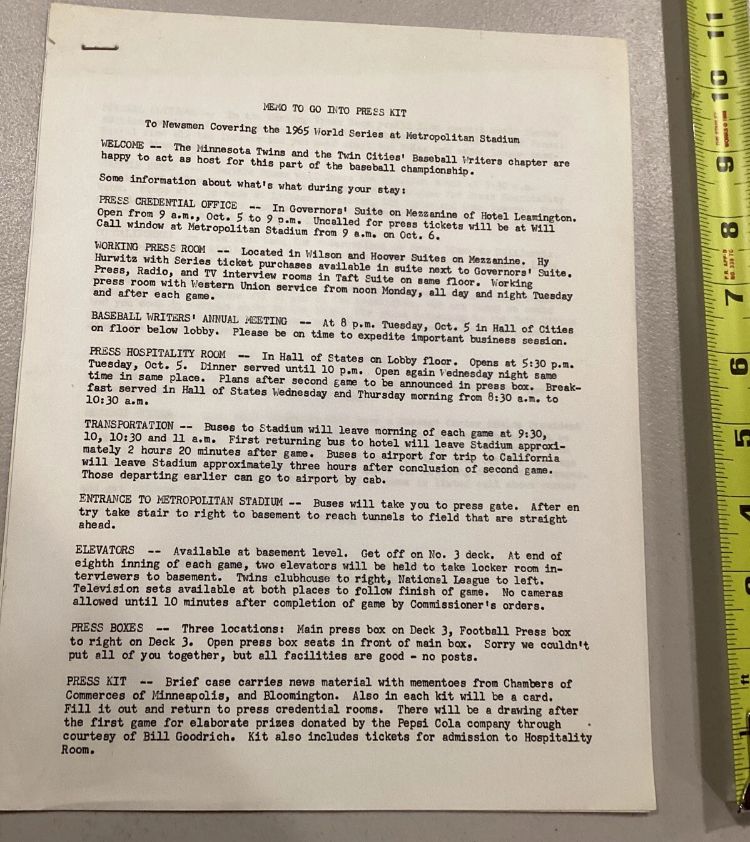 MEMO TO GO INTO PRESS KIT
To Newsmen Covering the 1965 World Series at Metropolitan Stadium
WELCOME -- The Minnesota Twins and the Twin Cities' Baseball Writers chapter are
happy to act as host for this part of the baseball championship.
Some information about what's what during your stay:
PRESS CREDENTIAL OFFICE -- In Governors' Suite on Mezzanine of Hotel Leamington.
Open from 9 a.m., Oct. 5 to 9 p.m. Uncalled for press tickets will be at Will
Call window at Metropolitan Stadium from 9 a.m. on Oct. 6.
WORKING PRESS ROOM -- Located in Wilson and Hoover Suites on Mezzanine. Hy
Hurwitz with Series ticket purchases available in suite next to Governors' Suite.
Press, Radio, and TV interview rooms in Taft Suite on same floor. Working
press room with Western Union service from noon Monday, all day and night Tuesday
and after each game.
BASEBALL WRITERS' ANNUAL MEETING -- At 8 p.m. Tuesday, Oct. 5 in Hall of Cities
on floor below lobby. Please be on time to expedite important business session.
PRESS HOSPITALITY ROOM -- In Hall of States on Lobby floor. Opens at 5:30 p.m.
Tuesday, Oct. 5. Dinner served until 10 p.m. Open again Wednesday night same
time in same place. Plans after second game to be announced in press box. Break-
fast served in Hall of States Wednesday and Thursday morning from 8:30 a.m. to
10:30 a.m.
TRANSPORTATION -- Buses to Stadium will leave morning of each game at 9:30,
10, 10:30 and 11 a.m. First returning bus to hotel will leave Stadium approxi-
mately 2 hours 20 minutes after game. Buses to airport for trip to California
will leave Stadium approximately three hours after conclusion of second game.
Those departing earlier can go to airport by cab.
ENTRANCE TO METROPOLITAN STADIUM -- Buses will take you to press gate. After en
try take stair to right to basement to reach tunnels to field that are straight
ahead.
ELEVATORS -- Available at basement level. Get off on No. 3 deck. At end of
eighth inning of each game, two elevators will be held to take locker room in-
terviewers to basement. Twins clubhouse to right, National League to left.
Television sets available at both places to follow finish of game. No cameras
allowed until 10 minutes after completion of game by Commissioner's orders.
PRESS BOXES -- Three locations: Main press box on Deck 3, Football Press box
to right on Deck 3. Open press box seats in front of main box. Sorry we couldn't
put all of you together, but all facilities are good - no posts.
PRESS KIT -- Brief case carries news material with mementoes from Chambers of
Commerces of Minneapolis, and Bloomington. Also in each kit will be a card.
Fill it out and return to press credential rooms. There will be a drawing after
the first game for elaborate prizes donated by the Pepsi Cola company through
courtesy of Bill Goodrich. Kit also includes tickets for admission to Hospitality
Room.
11
10
9
8
7
6
5
4